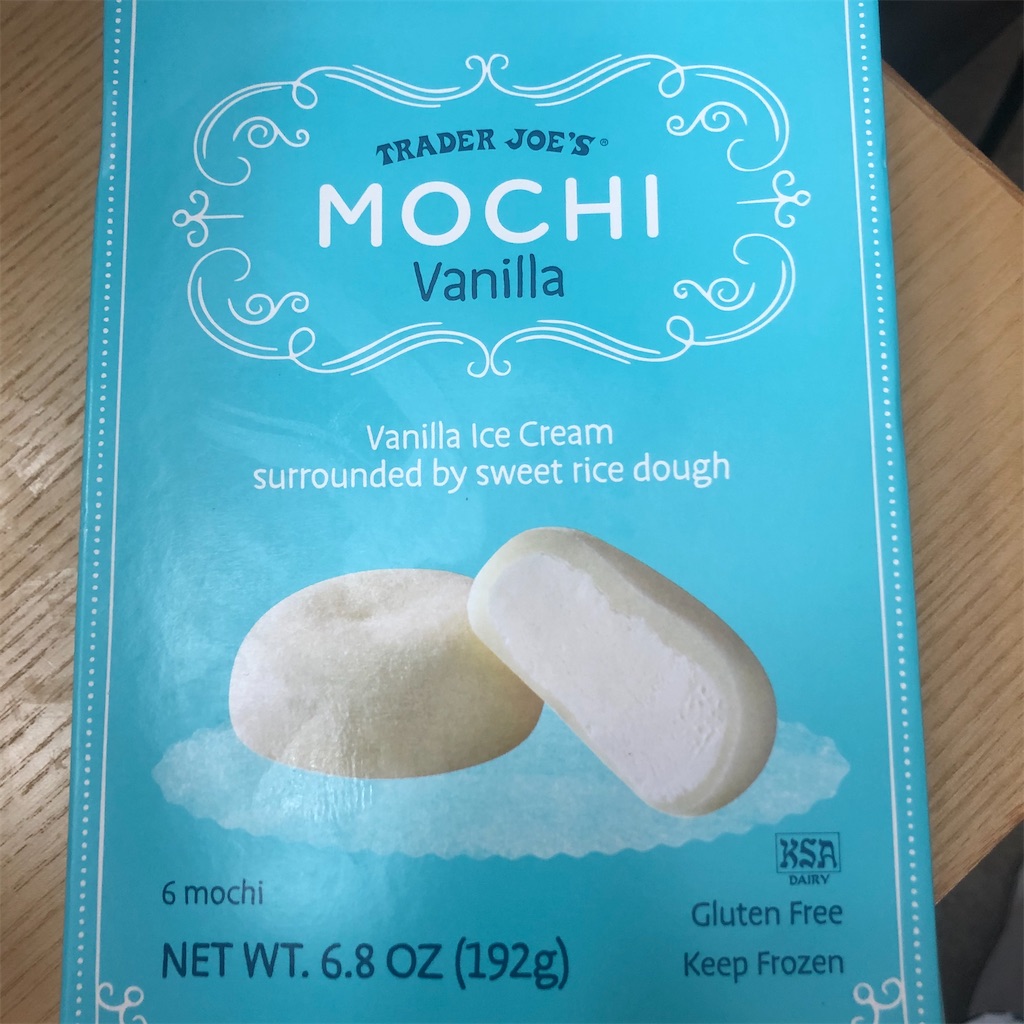 TRADER JOE'S®
MOCHI
Vanilla
Vanilla Ice Cream
surrounded by sweet rice dough
KSA
DAIRY
6 mochi
Gluten Free
NET WT. 6.8 OZ (192g)
Keep Frozen